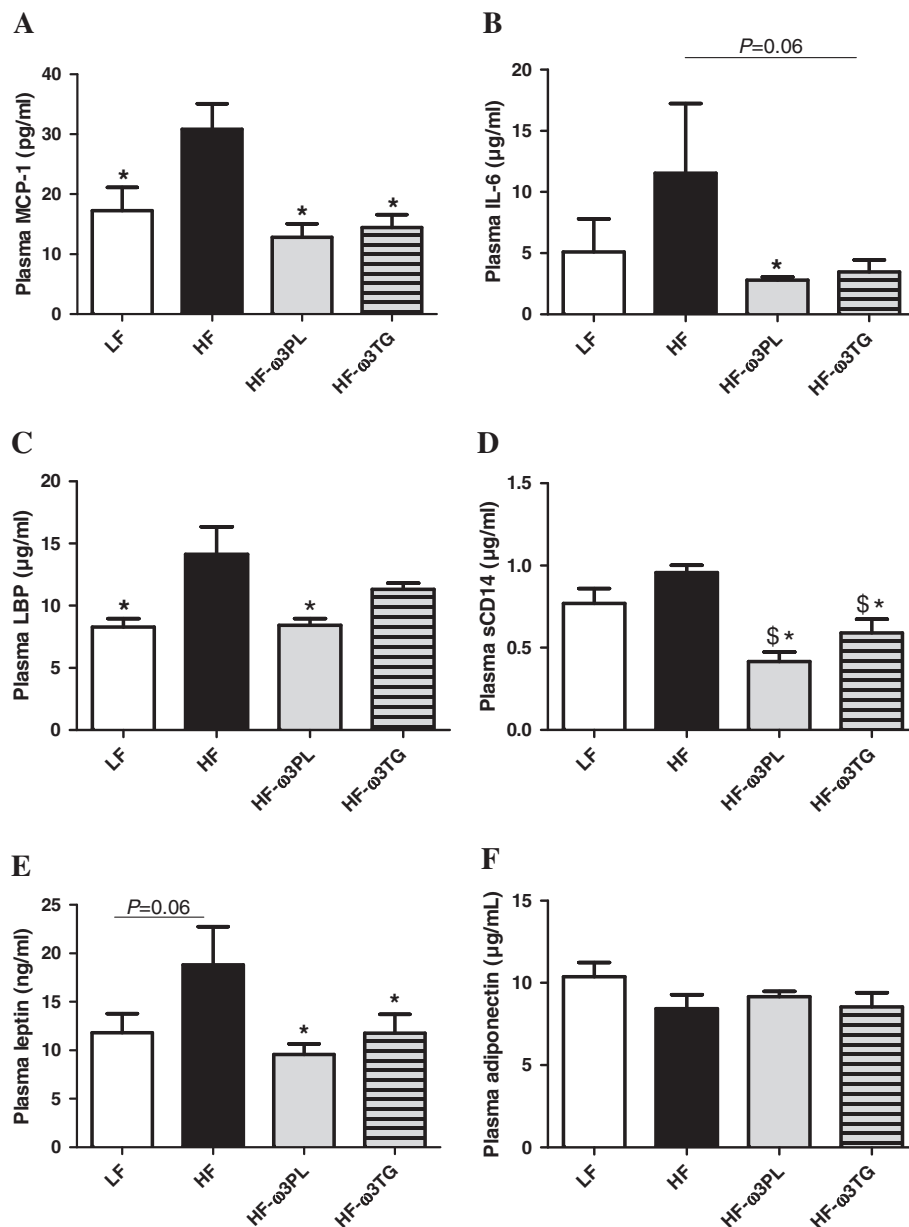 A
Plasma MCP-1 (pg/ml)
40
30
20
10
0
*
*
*
LF
HF
HF-ω3PL
HF-ω3TG
B
P=0.06
Plasma IL-6 (µg/ml)
20
15
10
5
0
*
LF
HF
HF-ω3PL
HF-ω3TG
C
Plasma LBP (µg/ml)
20
15
10
5
0
*
*
LF
HF
HF-ω3PL
HF-ω3TG
D
Plasma sCD14 (µg/ml)
1.5
1.0
0.5
0.0
$ *
$ *
LF
HF
HF-ω3PL
HF-ω3TG
E
P=0.06
Plasma leptin (ng/ml)
25
20
15
10
5
0
*
*
LF
HF
HF-ω3PL
HF-ω3TG
F
Plasma adiponectin (µg/mL)
15
10
5
0
LF
HF
HF-ω3PL
HF-ω3TG